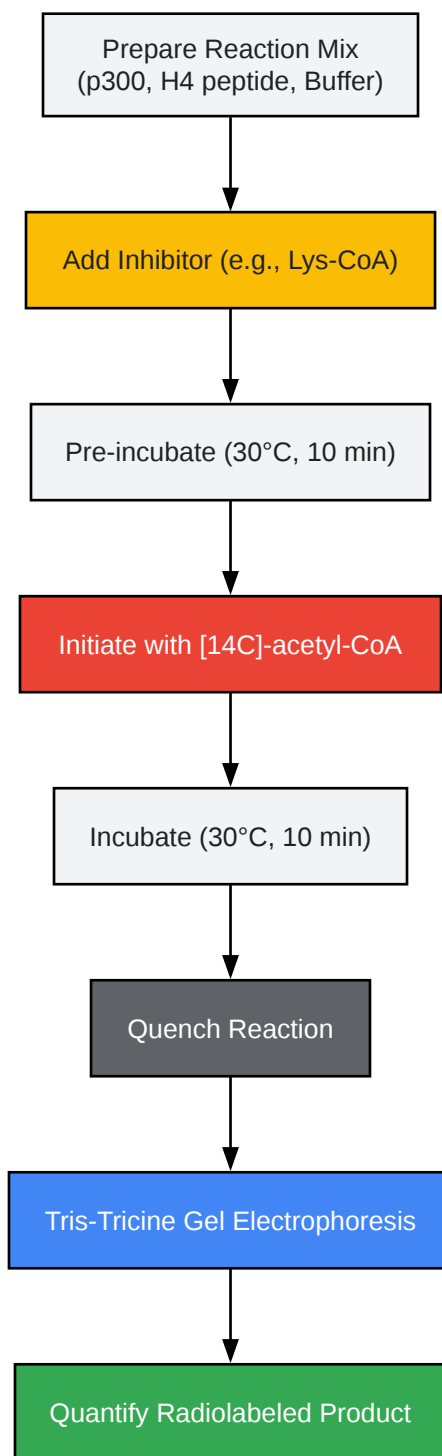 Prepare Reaction Mix
(p300, H4 peptide, Buffer)
Add Inhibitor (e.g., Lys-CoA)
Pre-incubate (30°C, 10 min)
Initiate with [14C]-acetyl-CoA
Incubate (30°C, 10 min)
Quench Reaction
Tris-Tricine Gel Electrophoresis
Quantify Radiolabeled Product